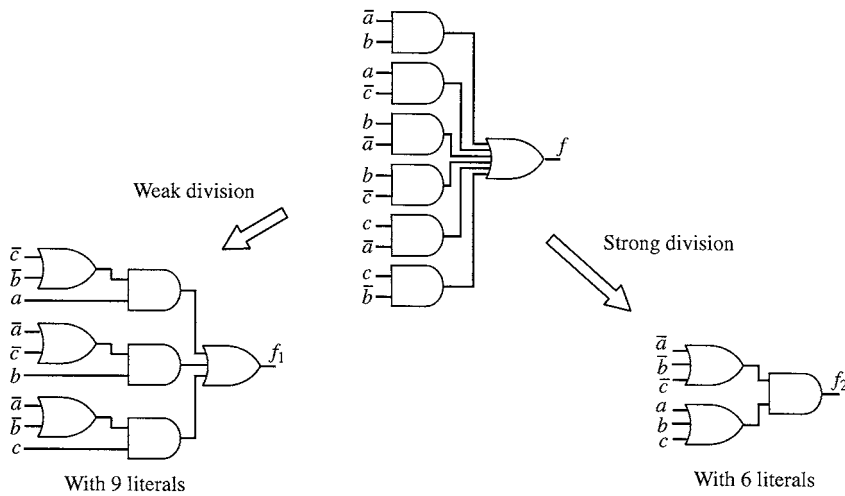 ā
b
a
c̄
b
ā
b
c̄
c
ā
c
b̄
f
Weak division
Strong division
c̄
b̄
a
ā
c̄
b
ā
b̄
c
f₁
With 9 literals
ā
b̄
c̄
a
b
c
f₂
With 6 literals